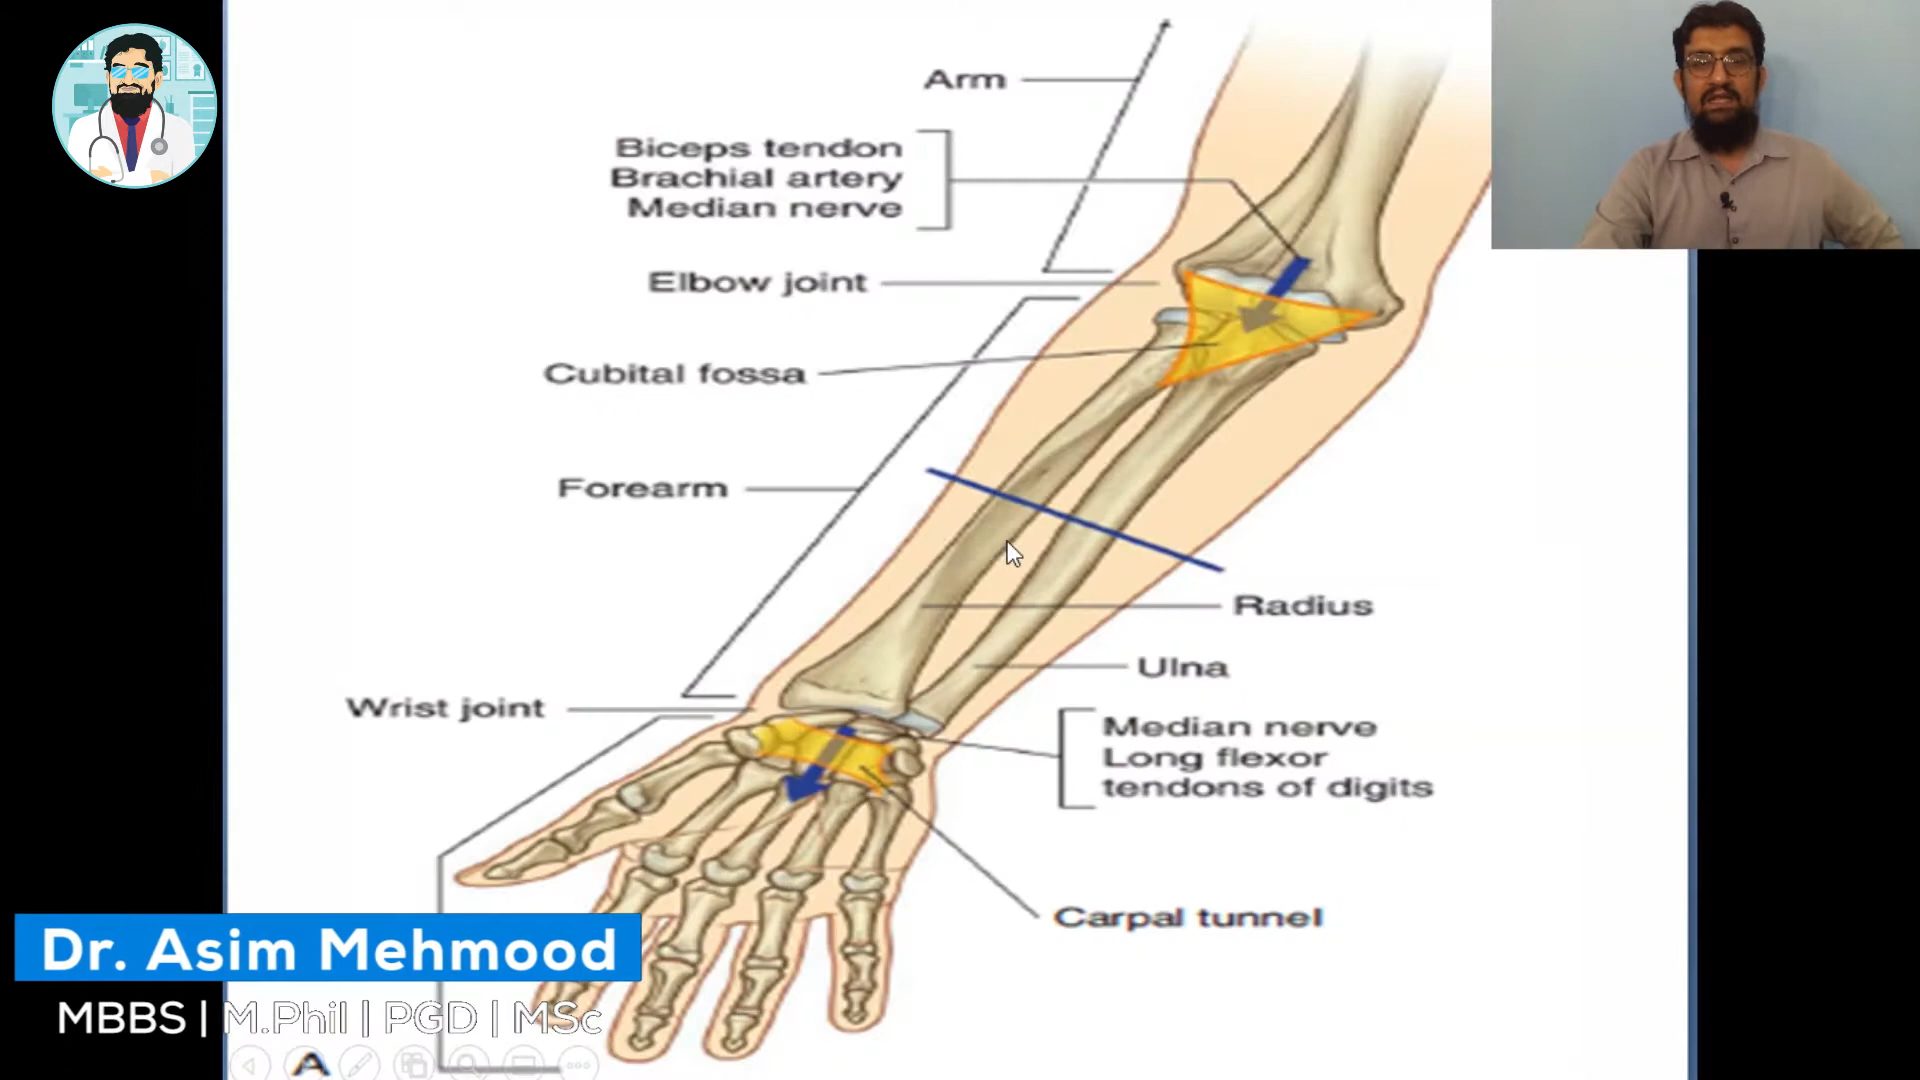 Arm
Biceps tendon
Brachial artery
Median nerve
Elbow joint
Cubital fossa
Forearm
Radius
Ulna
Wrist joint
Median nerve
Long flexor
tendons of digits
Carpal tunnel
Dr. Asim Mehmood
MBBS | M.Phil | PGD | MSc
A